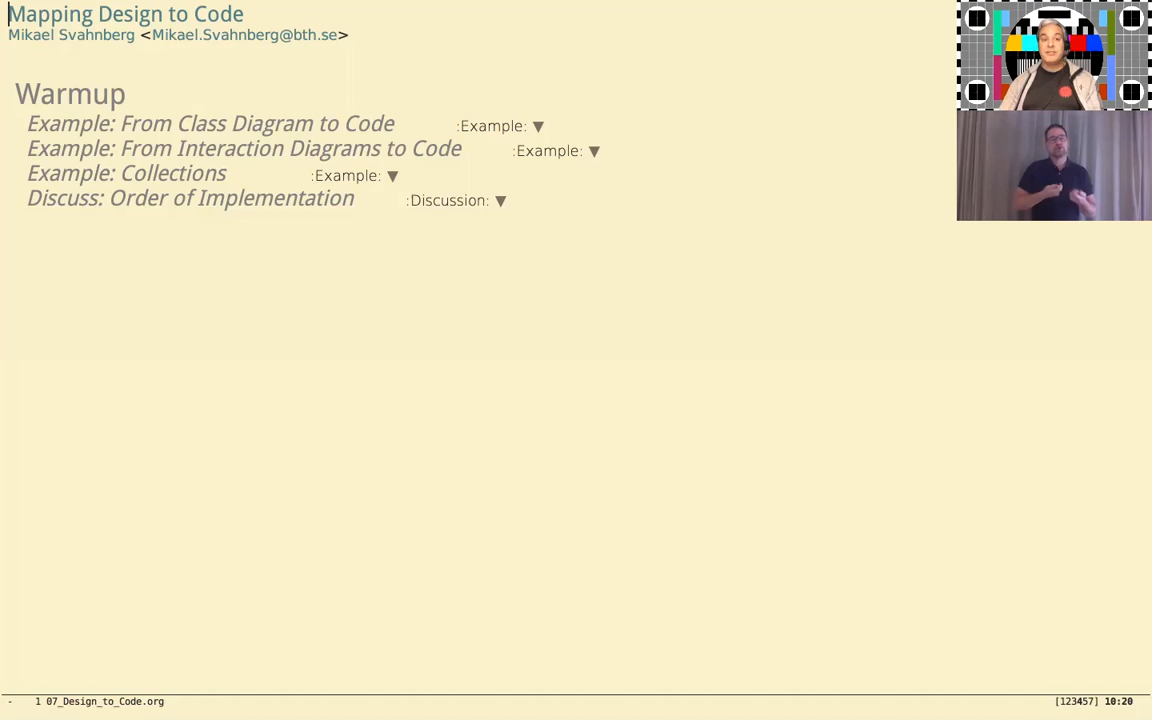 Mapping Design to Code
Mikael Svahnberg <Mikael.Svahnberg@bth.se>
Warmup
Example: From Class Diagram to Code :Example: ▼
Example: From Interaction Diagrams to Code :Example: ▼
Example: Collections :Example: ▼
Discuss: Order of Implementation :Discussion: ▼
- 1 07_Design_to_Code.org [123457] 10:20